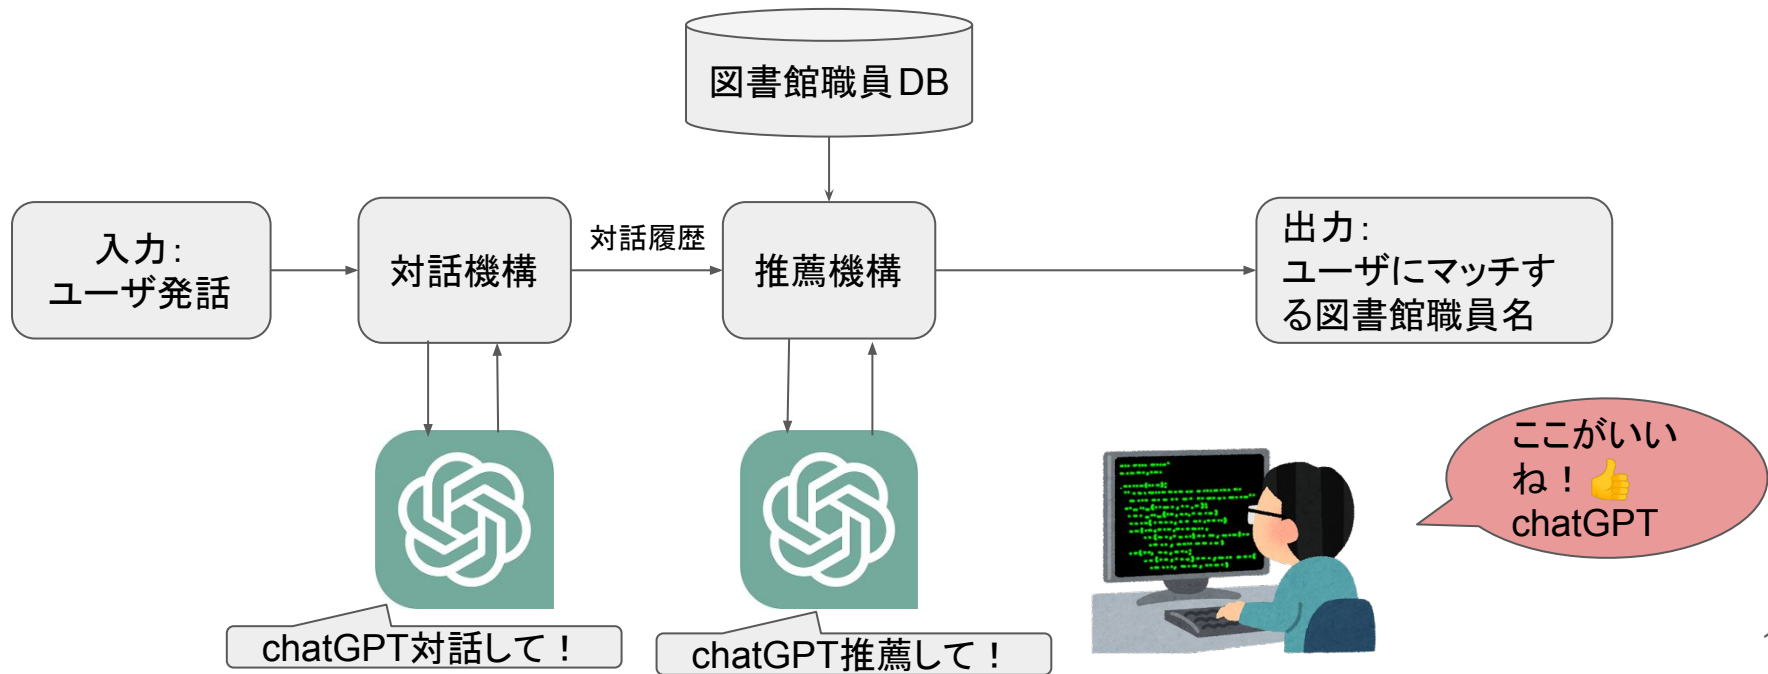 図書館職員DB
入力：
ユーザ発話
対話機構
対話履歴
推薦機構
出力：
ユーザにマッチす
る図書館職員名
ここがいい
ね！👍
chatGPT
chatGPT対話して！
chatGPT推薦して！